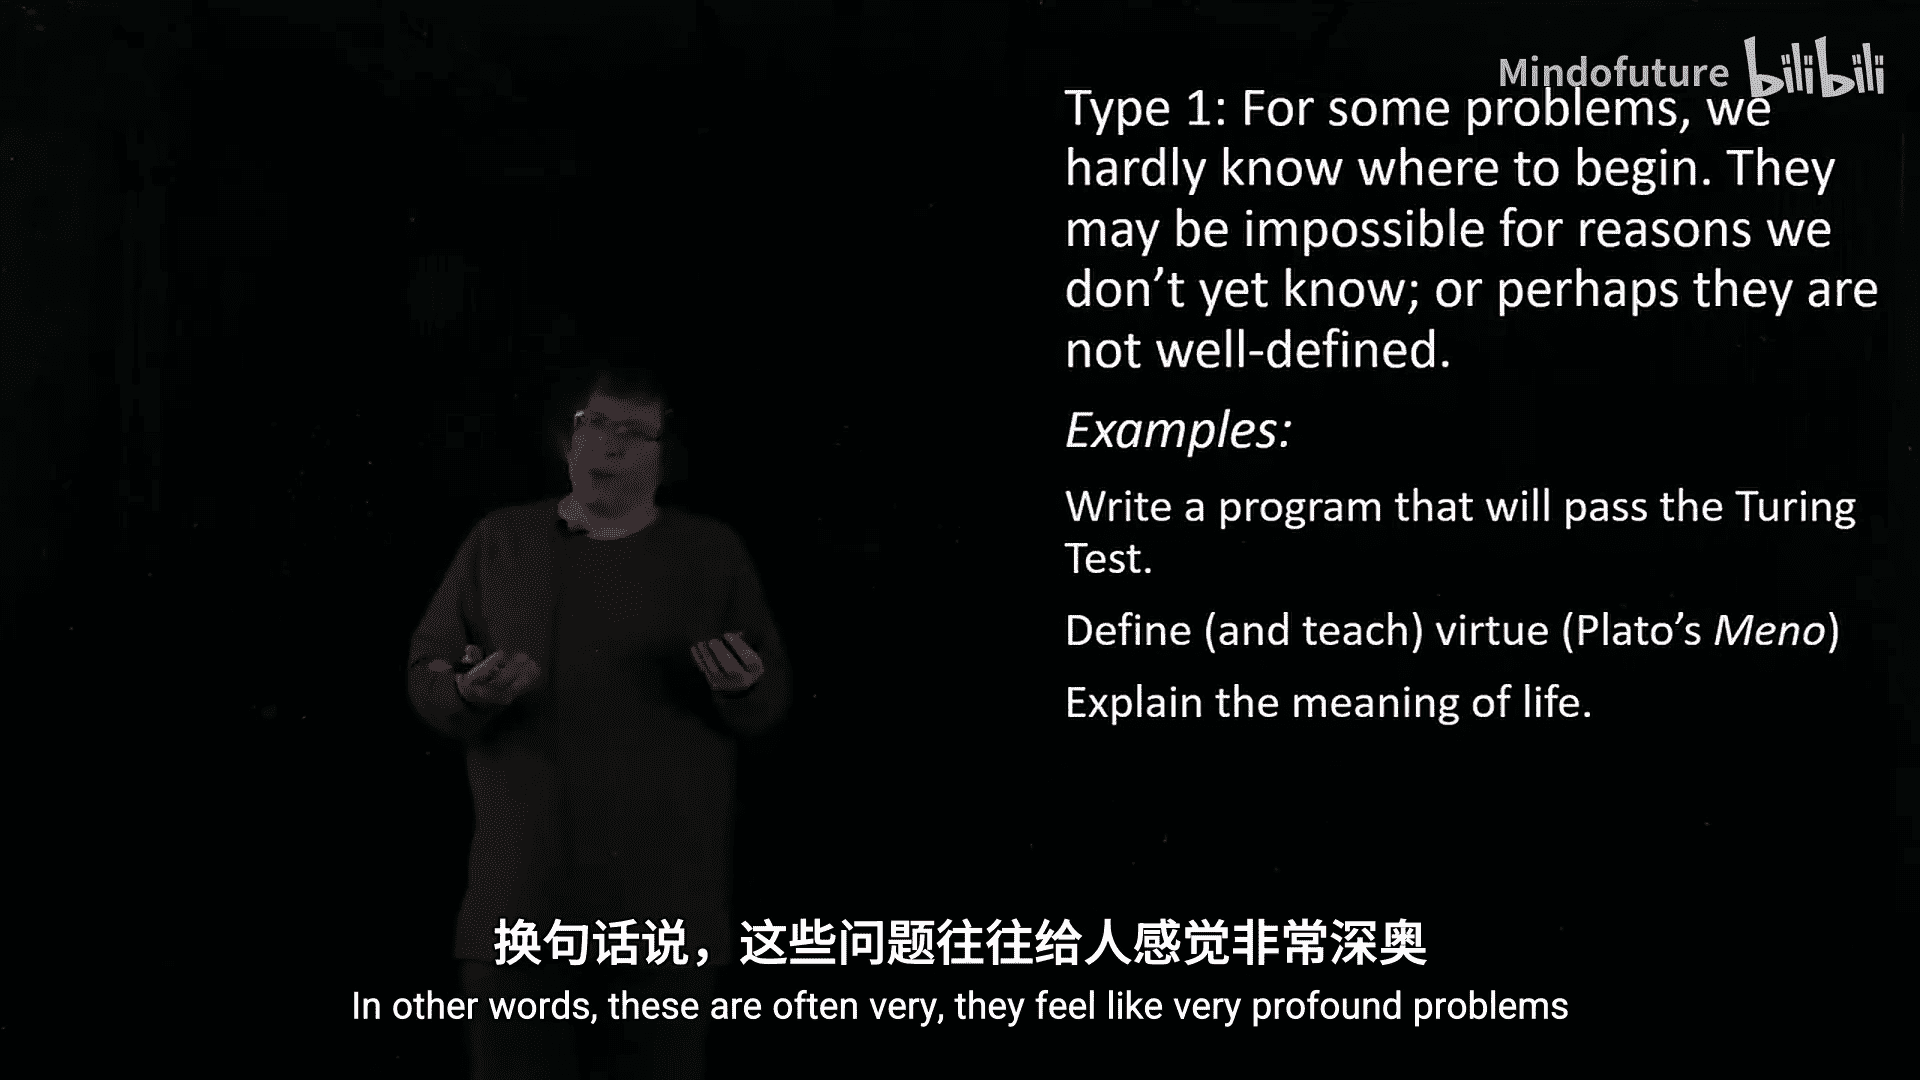 Mindofuture bilibili
Type 1: For some problems, we
hardly know where to begin. They
may be impossible for reasons we
don’t yet know; or perhaps they are
not well-defined.
Examples:
Write a program that will pass the Turing
Test.
Define (and teach) virtue (Plato’s Meno)
Explain the meaning of life.
换句话说，这些问题往往给人感觉非常深奥
In other words, these are often very, they feel like very profound problems